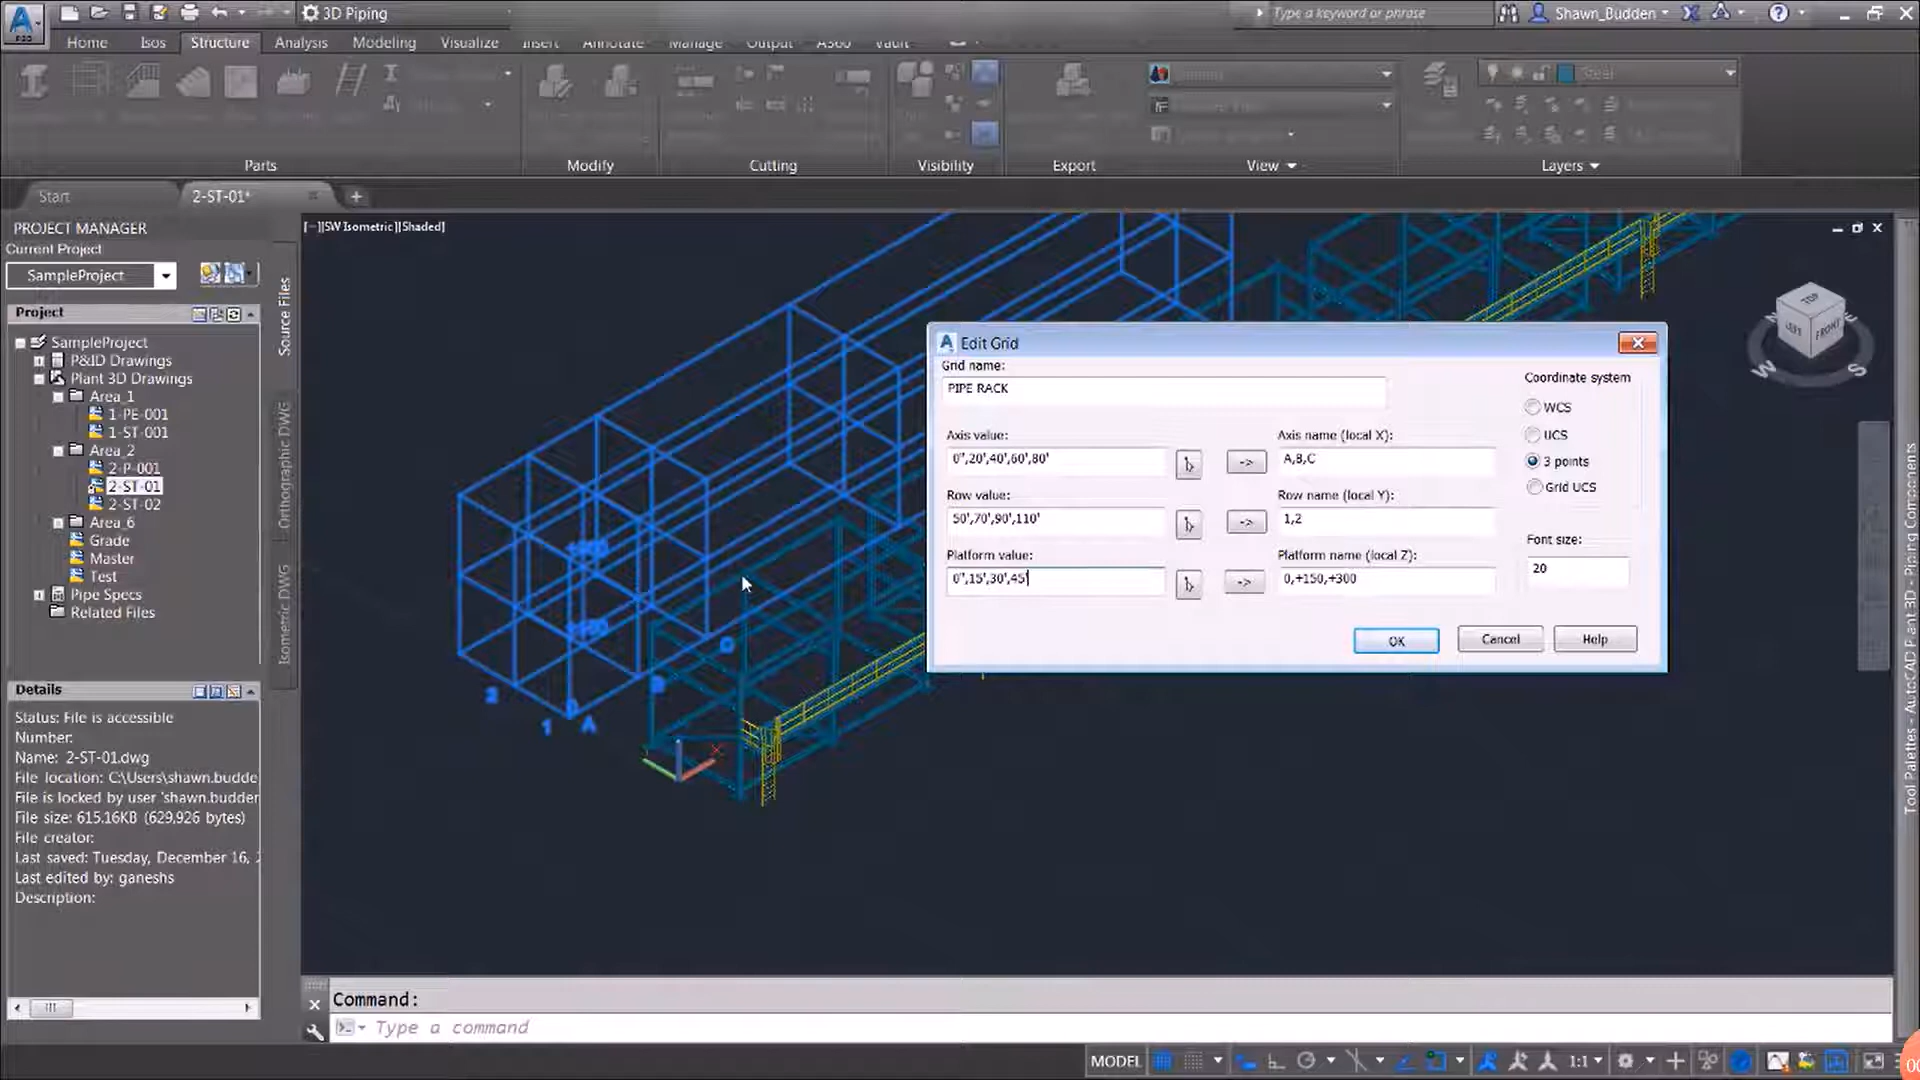 3D Piping
Type a keyword or phrase
Shawn_Budden
Home Isos Structure Analysis Modeling Visualize Insert Annotate Manage Output A360 Vault
Steel
Parts Modify Cutting Visibility Export View Layers
Start 2-ST-01*
PROJECT MANAGER
Current Project
SampleProject
Project
SampleProject
P&ID Drawings
Plant 3D Drawings
Area_1
1-PE-001
1-ST-001
Area_2
2-P-001
2-ST-01
2-ST-02
Area_6
Grade
Master
Test
Pipe Specs
Related Files
Source Files
Orthographic DWG
Isometric DWG
Details
Status: File is accessible
Number:
Name: 2-ST-01.dwg
File location: C:\Users\shawn.budde
File is locked by user 'shawn.budden
File size: 615.16KB (629,926 bytes)
File creator:
Last saved: Tuesday, December 16, 2
Last edited by: ganeshs
Description:
[−][SW Isometric][Shaded]
2 1 A
TOP
LEFT FRONT
W S
Edit Grid
Grid name:
PIPE RACK
Coordinate system
WCS
UCS
3 points
Grid UCS
Axis value:
0",20',40',60',80'
->
Axis name (local X):
A,B,C
Row value:
50',70',90',110'
->
Row name (local Y):
1,2
Platform value:
0",15',30',45'
->
Platform name (local Z):
0,+150,+300
Font size:
20
OK Cancel Help
Tool Palettes - AutoCAD Plant 3D - Piping Components
Command:
Type a command
MODEL
1:1